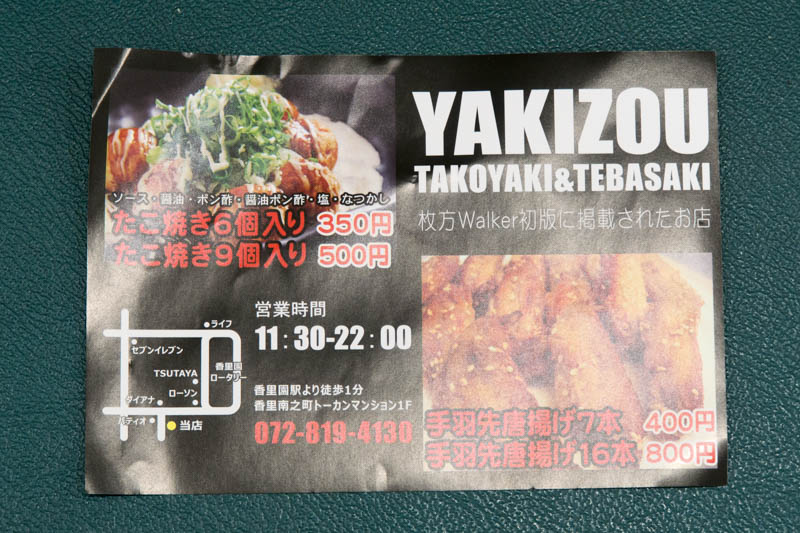 YAKIZOU
TAKOYAKI&TEBASAKI
枚方Walker初版に掲載されたお店
ソース・醤油・ポン酢・醤油ポン酢・塩・なつかし
たこ焼き6個入り 350円
たこ焼き9個入り 500円
営業時間
11:30-22:00
香里園駅より徒歩1分
香里南之町トーカンマンション1F
072-819-4130
ライフ
セブンイレブン
香里園
ロータリー
TSUTAYA
ローソン
ダイアナ
パティオ
当店
手羽先唐揚げ7本 400円
手羽先唐揚げ16本 800円